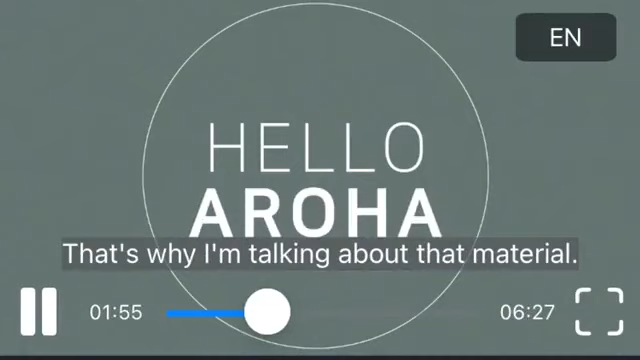 EN
HELLO
AROHA
That's why I'm talking about that material.
01:55
06:27